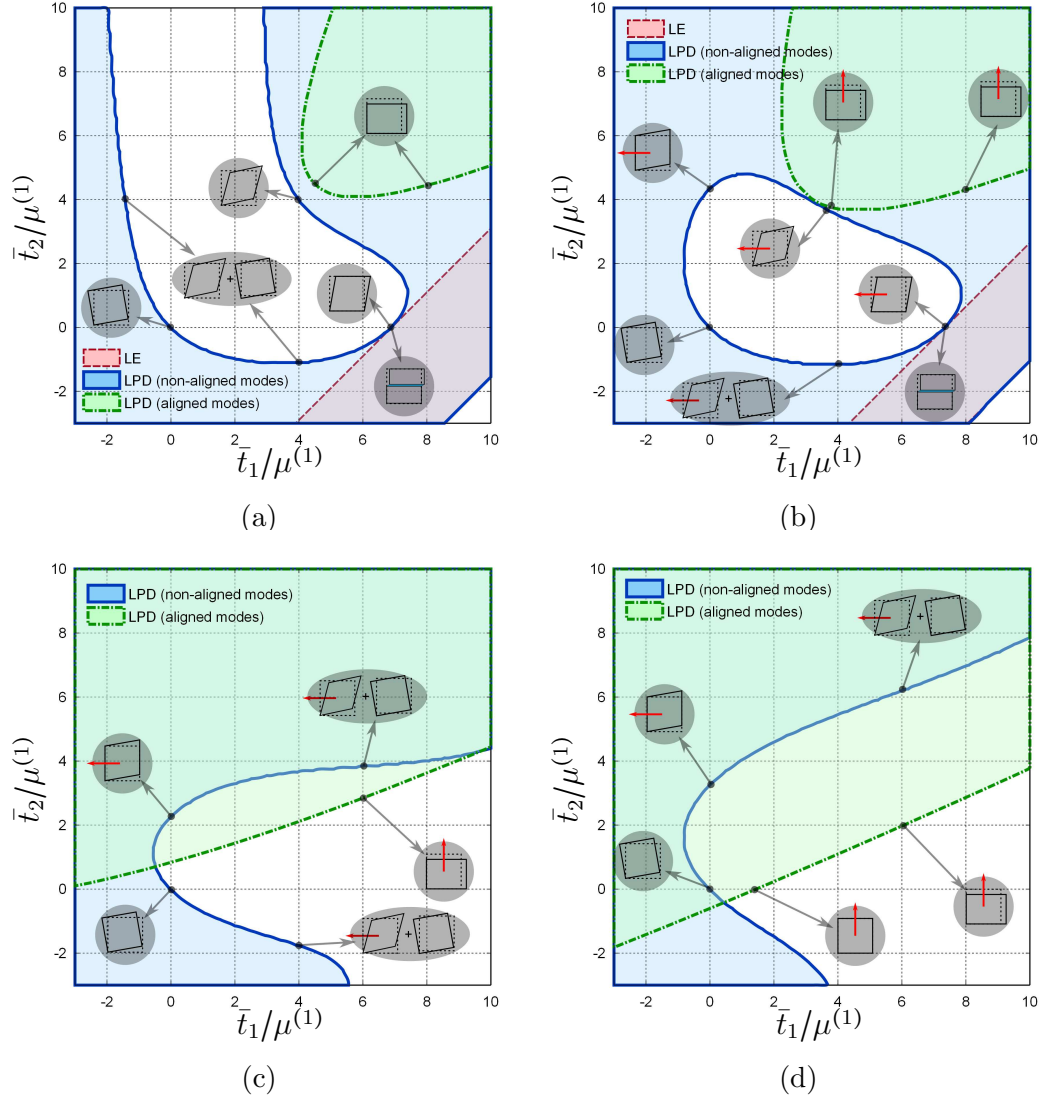 10
8
6
4
2
0
-2
t̄₂/μ⁽¹⁾
LE
LPD (non-aligned modes)
LPD (aligned modes)
+
-2 0 2 4 6 8 10
t̄₁/μ⁽¹⁾
(a)
10
8
6
4
2
0
-2
t̄₂/μ⁽¹⁾
LE
LPD (non-aligned modes)
LPD (aligned modes)
+
-2 0 2 4 6 8 10
t̄₁/μ⁽¹⁾
(b)
10
8
6
4
2
0
-2
t̄₂/μ⁽¹⁾
LPD (non-aligned modes)
LPD (aligned modes)
+
+
-2 0 2 4 6 8 10
t̄₁/μ⁽¹⁾
(c)
10
8
6
4
2
0
-2
t̄₂/μ⁽¹⁾
LPD (non-aligned modes)
LPD (aligned modes)
+
-2 0 2 4 6 8 10
t̄₁/μ⁽¹⁾
(d)